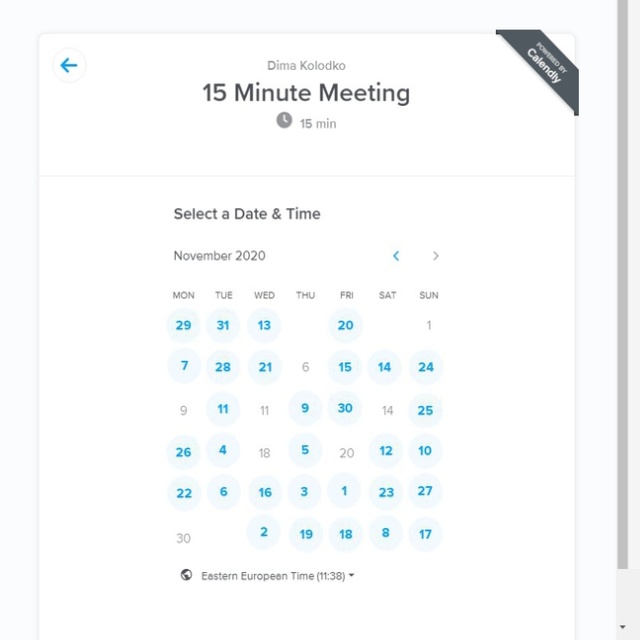 POWERED BY
Calendly
Dima Kolodko
15 Minute Meeting
15 min
Select a Date & Time
November 2020
MON TUE WED THU FRI SAT SUN
29 31 13 20 1
7 28 21 6 15 14 24
9 11 11 9 30 14 25
26 4 18 5 20 12 10
22 6 16 3 1 23 27
30 2 19 18 8 17
Eastern European Time (11:38)